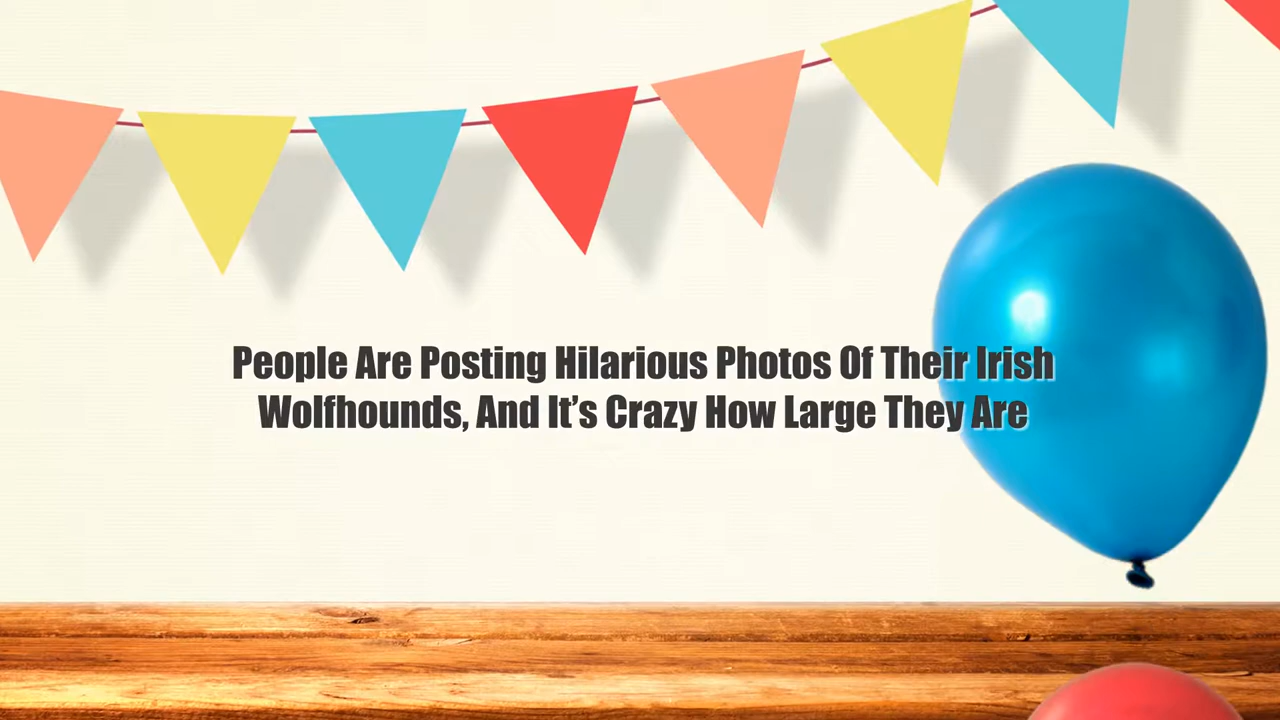 People Are Posting Hilarious Photos Of Their Irish
Wolfhounds, And It’s Crazy How Large They Are